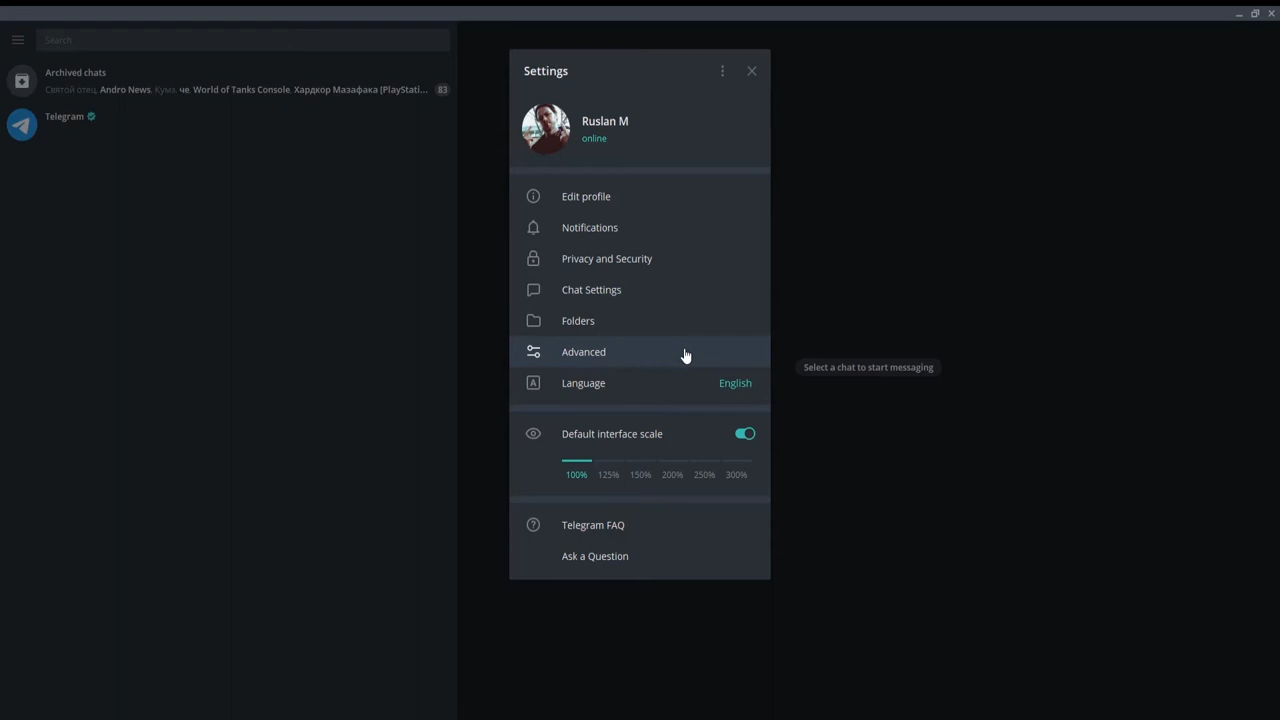 Search
Archived chats
Святой отец, Andro News, Кума, че, World of Tanks Console, Хардкор Мазафака [PlayStati...
83
Telegram
Settings
Ruslan M
online
Edit profile
Notifications
Privacy and Security
Chat Settings
Folders
Advanced
Language
English
Default interface scale
100% 125% 150% 200% 250% 300%
Telegram FAQ
Ask a Question
Select a chat to start messaging